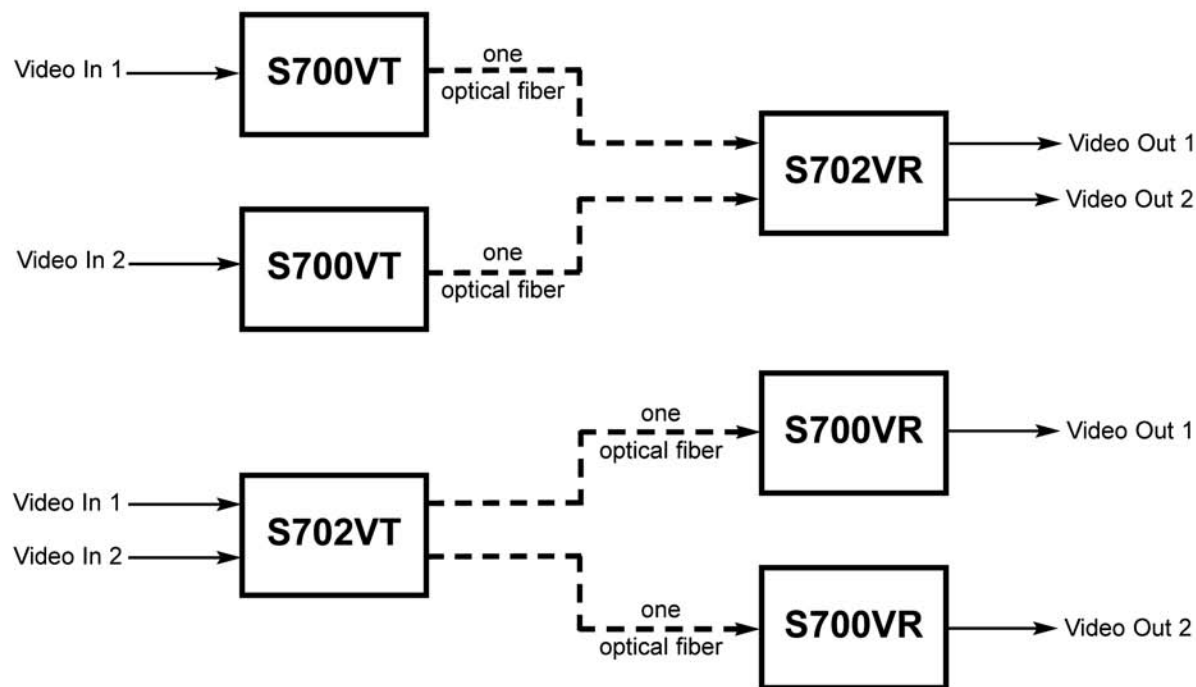 Video In 1
S700VT
one
optical fiber
S702VR
Video Out 1
Video Out 2
Video In 2
S700VT
one
optical fiber
one
optical fiber
S700VR
Video Out 1
Video In 1
Video In 2
S702VT
one
optical fiber
S700VR
Video Out 2